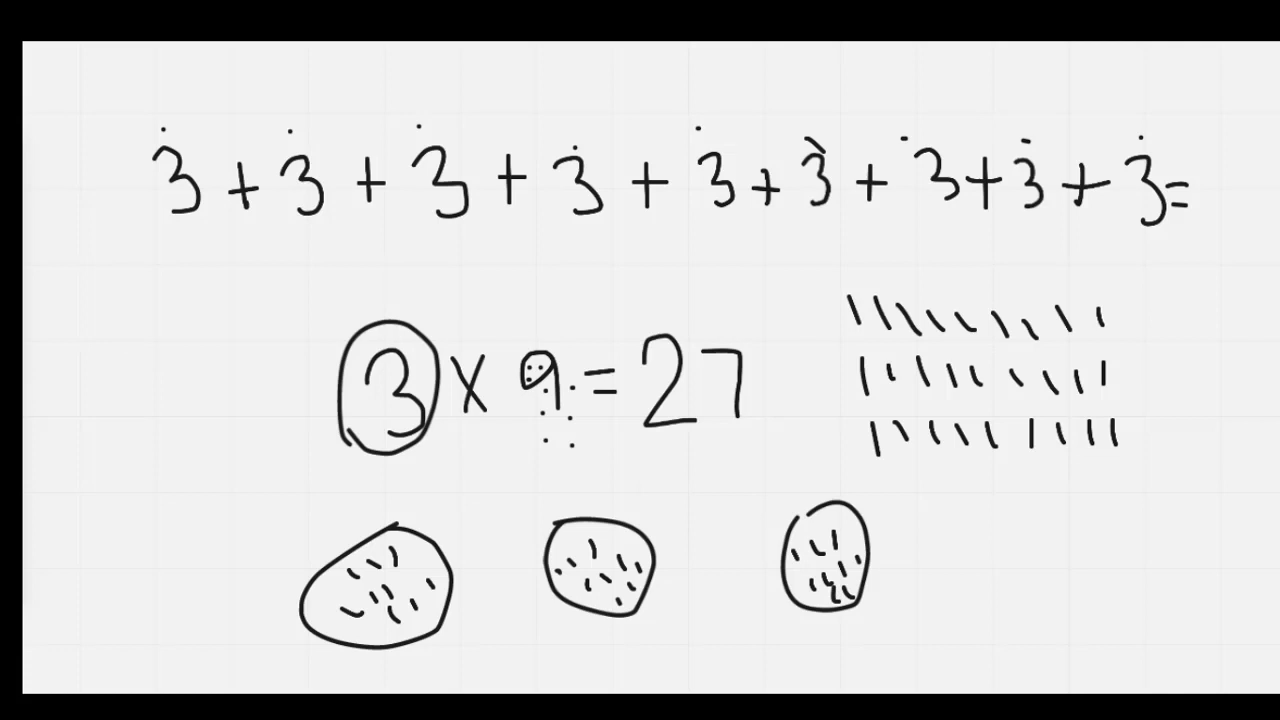 3 + 3 + 3 + 3 + 3 + 3 + 3 + 3 + 3 =
3 x 9 = 27